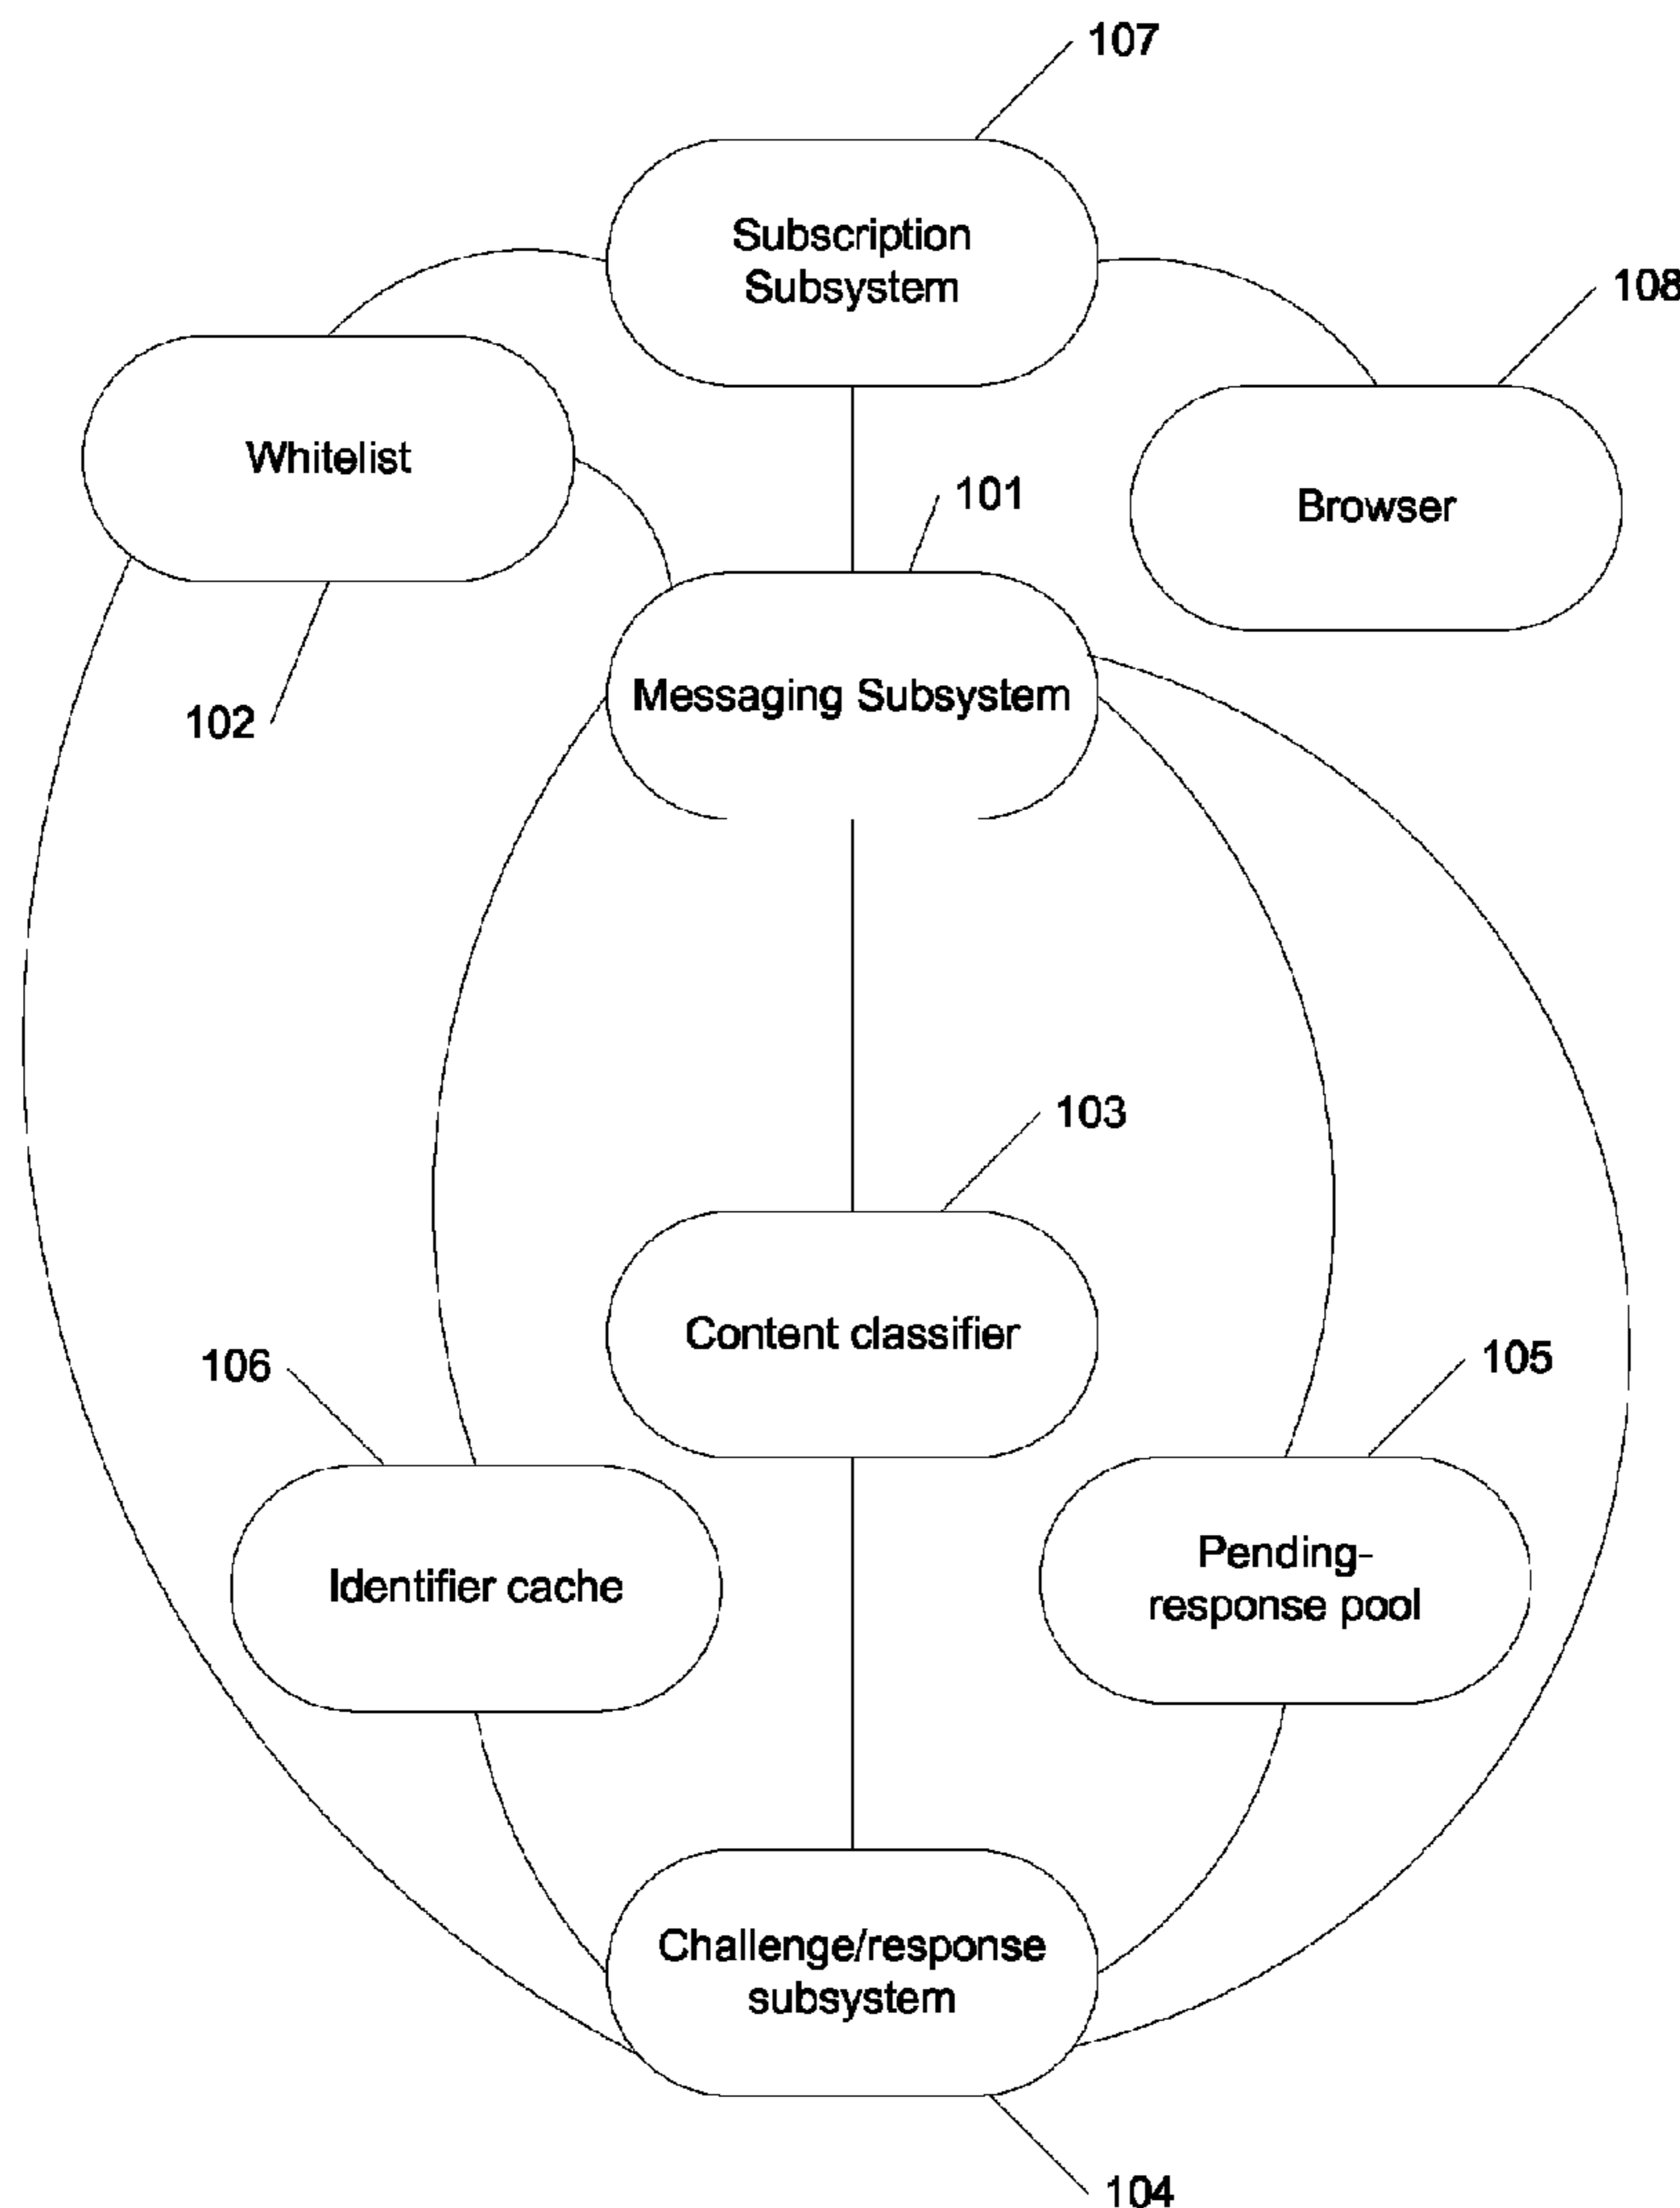 107
Subscription
Subsystem
108
Whitelist
Browser
101
Messaging Subsystem
102
103
Content classifier
106
105
Identifier cache
Pending-
response pool
Challenge/response
subsystem
104